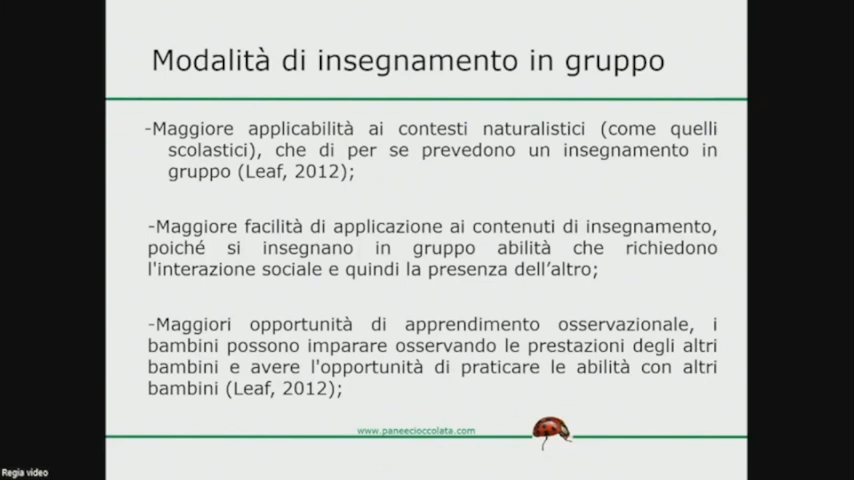 Modalità di insegnamento in gruppo
-Maggiore applicabilità ai contesti naturalistici (come quelli
scolastici), che di per se prevedono un insegnamento in
gruppo (Leaf, 2012);
-Maggiore facilità di applicazione ai contenuti di insegnamento,
poiché si insegnano in gruppo abilità che richiedono
l'interazione sociale e quindi la presenza dell’altro;
-Maggiori opportunità di apprendimento osservazionale, i
bambini possono imparare osservando le prestazioni degli altri
bambini e avere l'opportunità di praticare le abilità con altri
bambini (Leaf, 2012);
www.paneecioccolata.com
Regia video